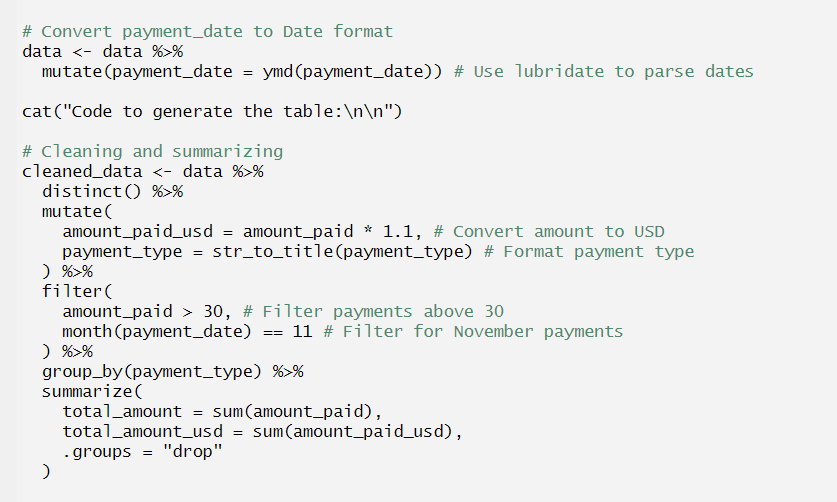 # Convert payment_date to Date format
data <- data %>%
  mutate(payment_date = ymd(payment_date)) # Use lubridate to parse dates

cat("Code to generate the table:\n\n")

# Cleaning and summarizing
cleaned_data <- data %>%
  distinct() %>%
  mutate(
    amount_paid_usd = amount_paid * 1.1, # Convert amount to USD
    payment_type = str_to_title(payment_type) # Format payment type
  ) %>%
  filter(
    amount_paid > 30, # Filter payments above 30
    month(payment_date) == 11 # Filter for November payments
  ) %>%
  group_by(payment_type) %>%
  summarize(
    total_amount = sum(amount_paid),
    total_amount_usd = sum(amount_paid_usd),
    .groups = "drop"
  )